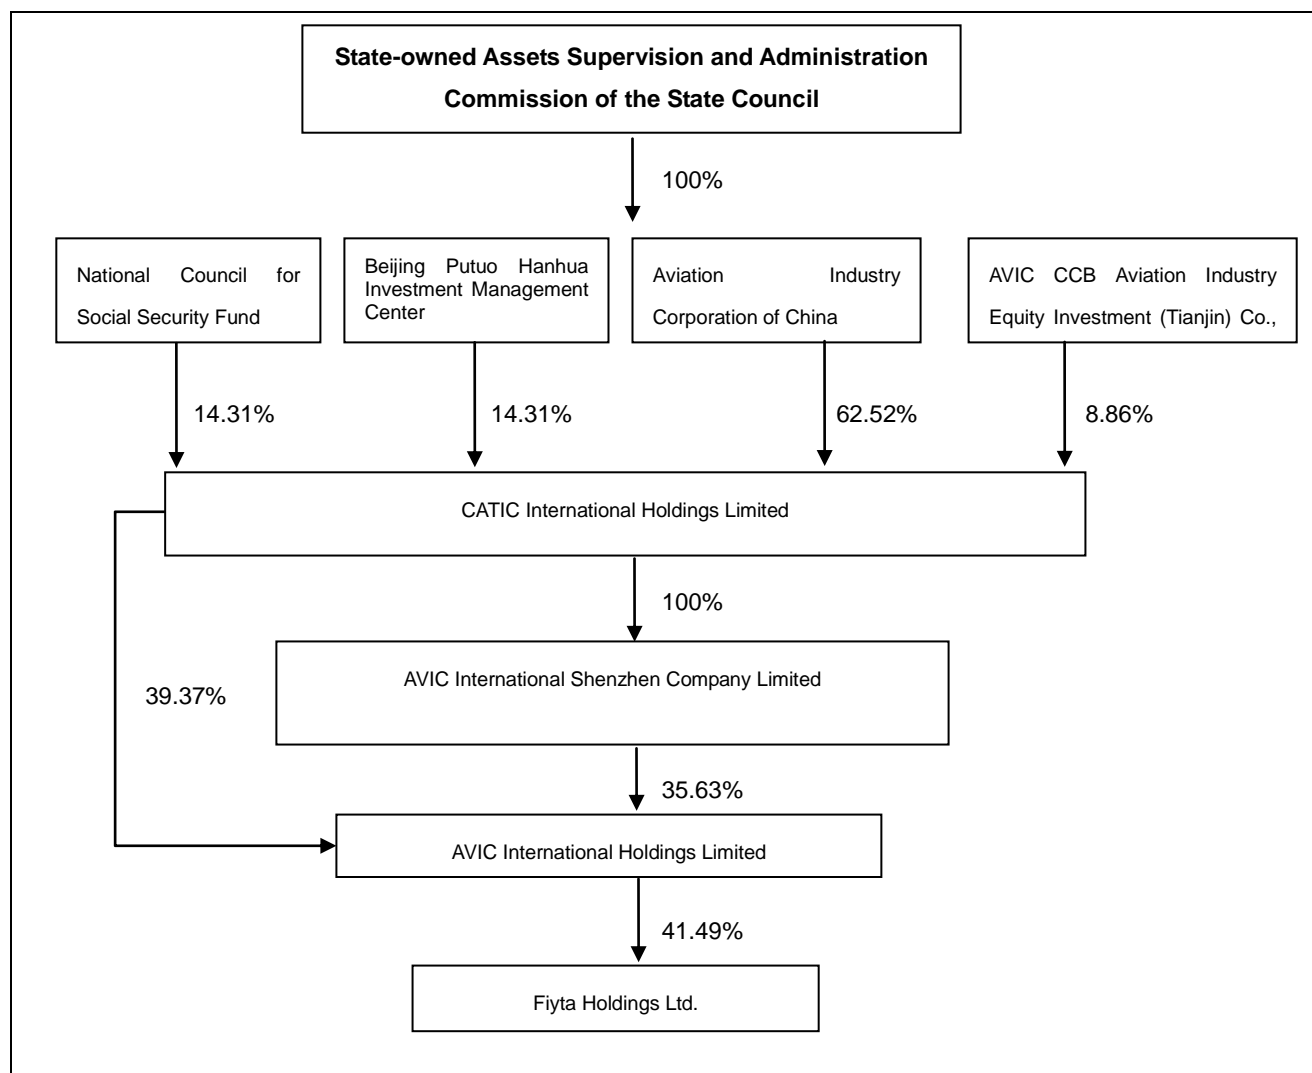 State-owned Assets Supervision and Administration
Commission of the State Council
100%
National Council for
Social Security Fund
Beijing Putuo Hanhua
Investment Management
Center
Aviation Industry
Corporation of China
AVIC CCB Aviation Industry
Equity Investment (Tianjin) Co.,
14.31%
14.31%
62.52%
8.86%
CATIC International Holdings Limited
100%
AVIC International Shenzhen Company Limited
39.37%
35.63%
AVIC International Holdings Limited
41.49%
Fiyta Holdings Ltd.